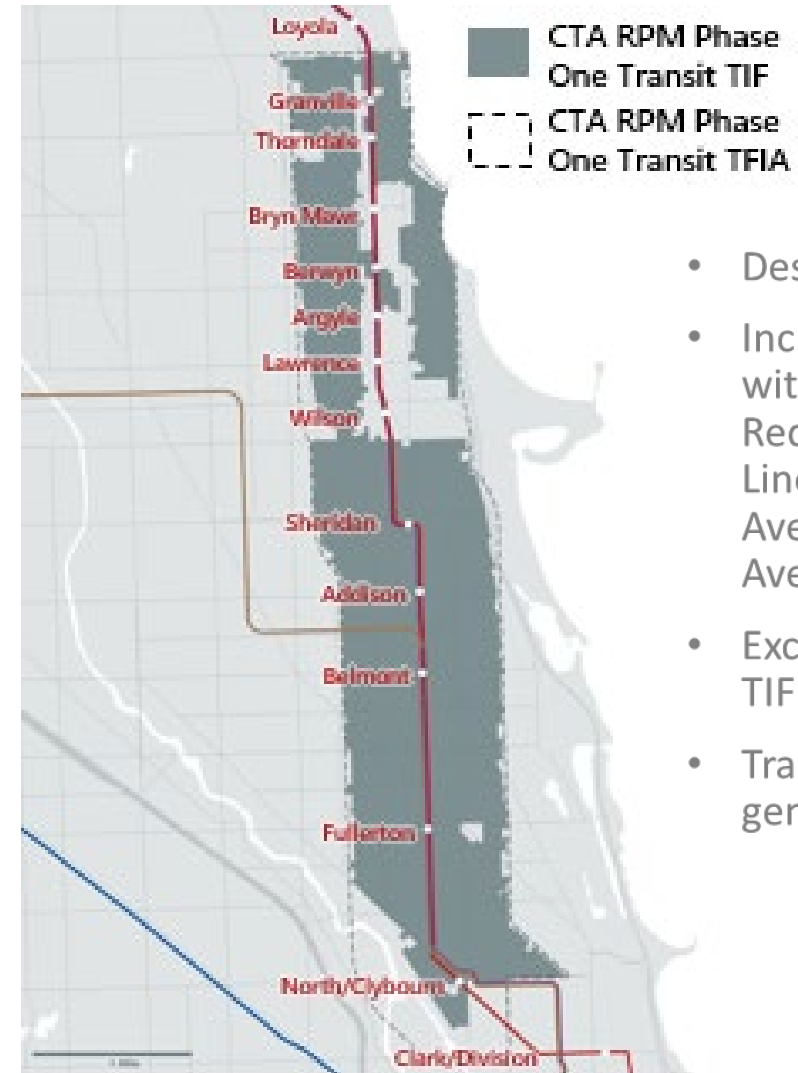 Loyola
Granville
Thorndale
Bryn Mawr
Berwyn
Argyle
Lawrence
Wilson
Sheridan
Addison
Belmont
Fullerton
North/Clybourn
Clark/Division
CTA RPM Phase
One Transit TIF
CTA RPM Phase
One Transit TFIA
• Des
• Inc
wit
Rec
Line
Ave
Ave
• Exc
TIF
• Tra
ger